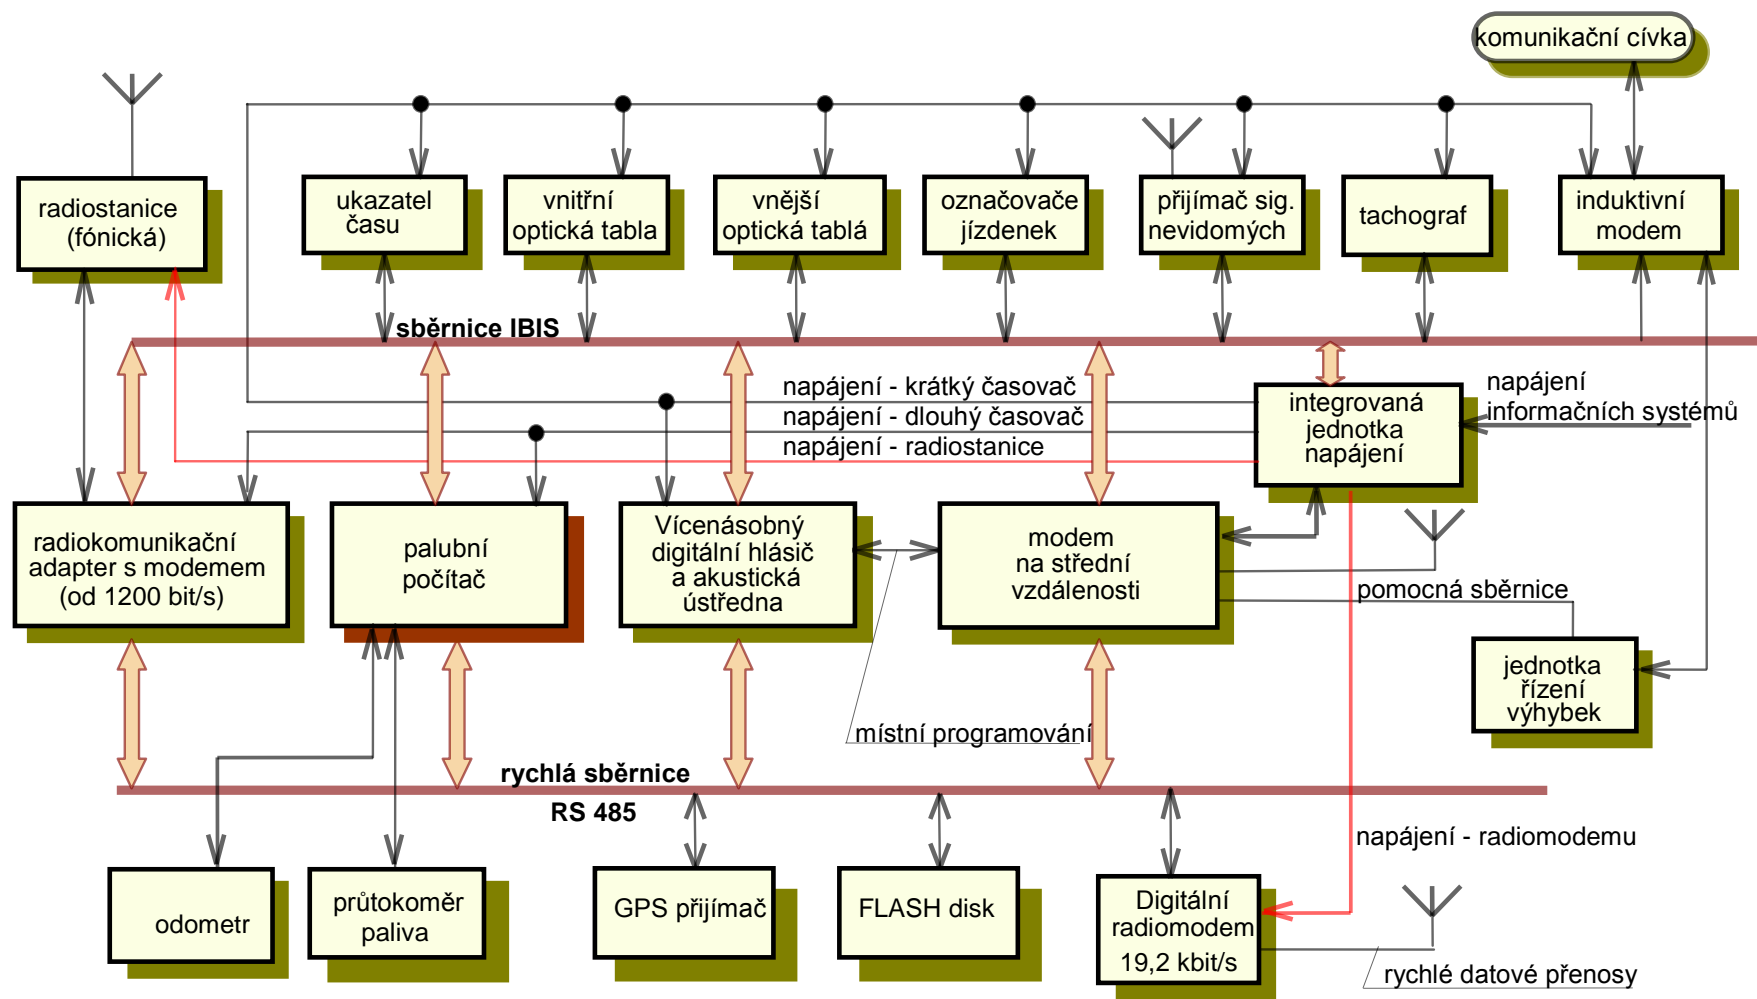 komunikační cívka
radiostanice
(fónická)
ukazatel
času
vnitřní
optická tabla
vnější
optická tablá
označovače
jízdenek
přijímač sig.
nevidomých
tachograf
induktivní
modem
sběrnice IBIS
napájení - krátký časovač
napájení - dlouhý časovač
napájení - radiostanice
integrovaná
jednotka
napájení
napájení
informačních systémů
radiokomunikační
adapter s modemem
(od 1200 bit/s)
palubní
počítač
Vícenásobný
digitální hlásič
a akustická
ústředna
modem
na střední
vzdálenosti
pomocná sběrnice
jednotka
řízení
výhybek
místní programování
rychlá sběrnice
RS 485
napájení - radiomodemu
odometr
průtokoměr
paliva
GPS přijímač
FLASH disk
Digitální
radiomodem
19,2 kbit/s
rychlé datové přenosy